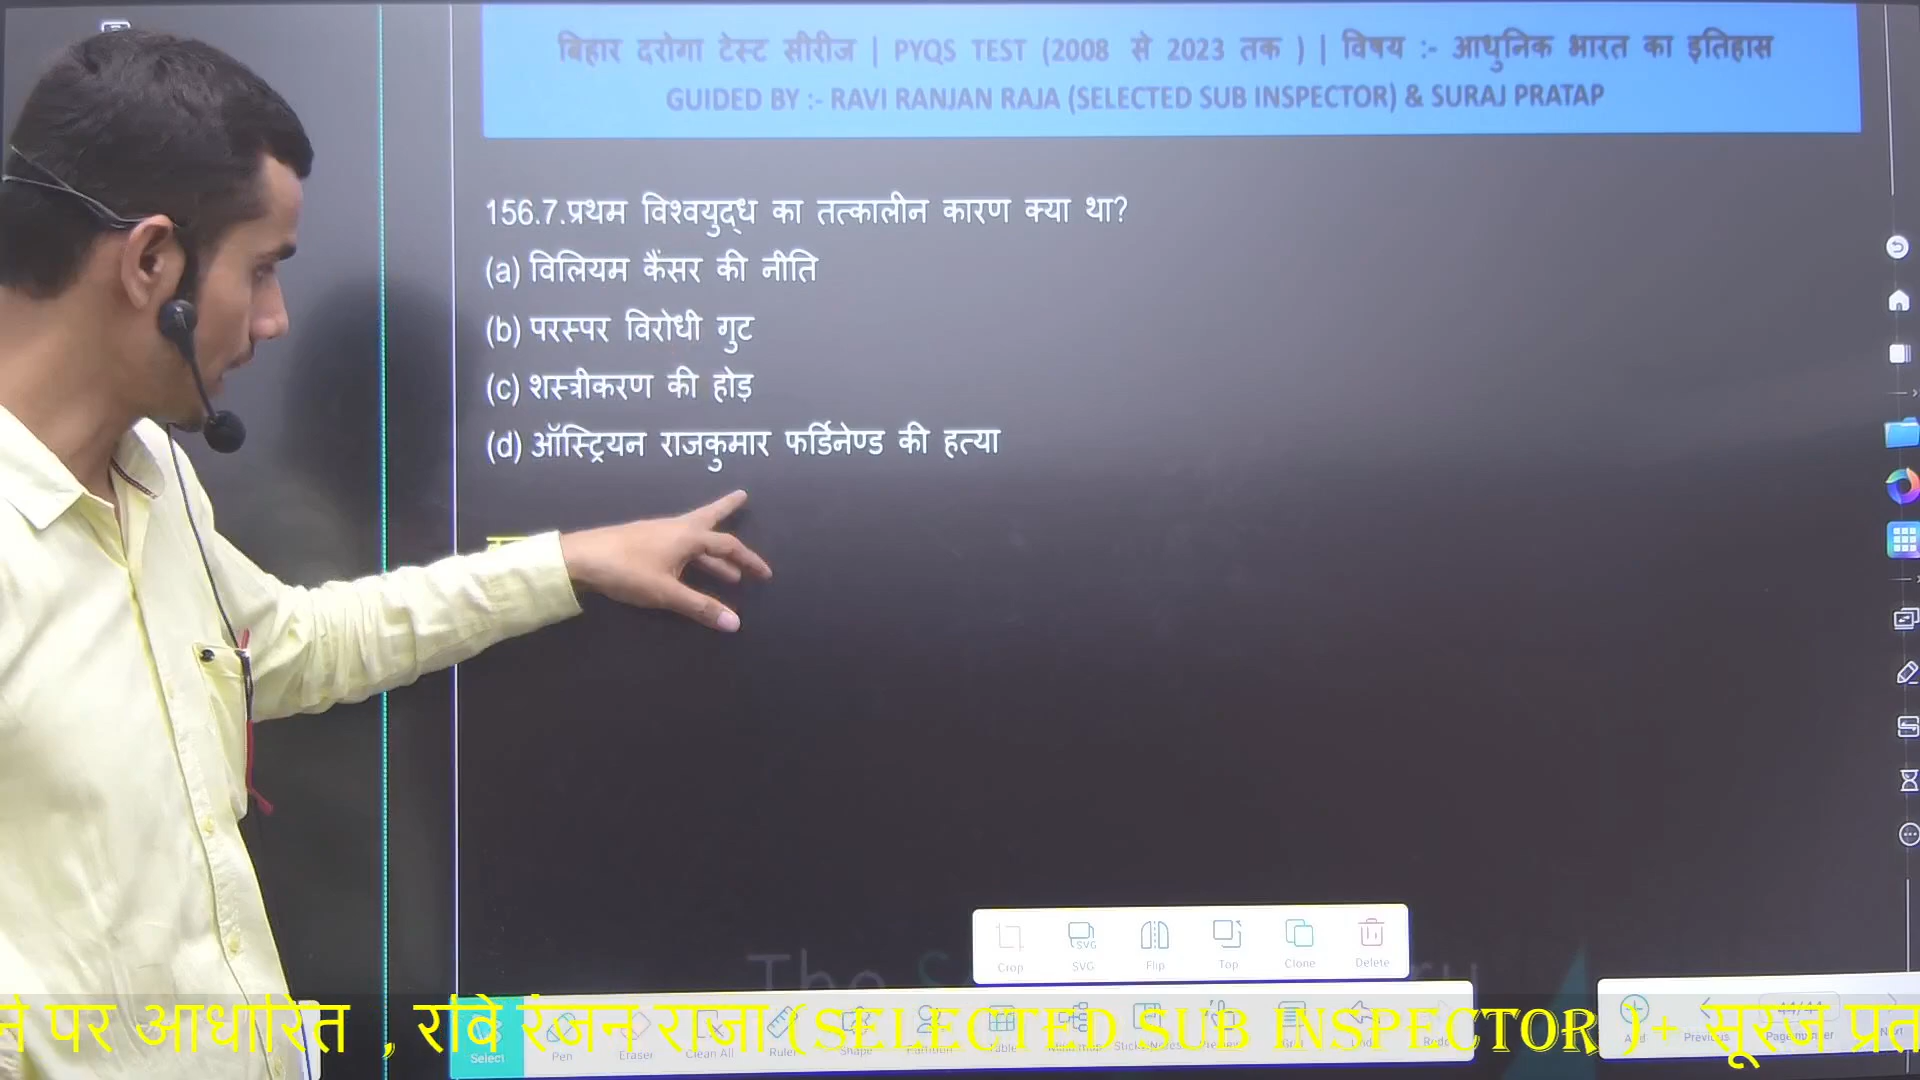 बिहार दरोगा टेस्ट सीरीज | PYQS TEST (2008 से 2023 तक ) | विषय :- आधुनिक भारत का इतिहास
GUIDED BY :- RAVI RANJAN RAJA (SELECTED SUB INSPECTOR) & SURAJ PRATAP
156.7.प्रथम विश्वयुद्ध का तत्कालीन कारण क्या था?
(a) विलियम कैंसर की नीति
(b) परस्पर विरोधी गुट
(c) शस्त्रीकरण की होड़
(d) ऑस्ट्रियन राजकुमार फर्डिनेण्ड की हत्या
Crop SVG Flip Top Clone Delete
The
पर आधारित , रवि रंजन राजा (SELECTED SUB INSPECTOR )+ सूरज
Select Pen Eraser Clean All Ruler Shape